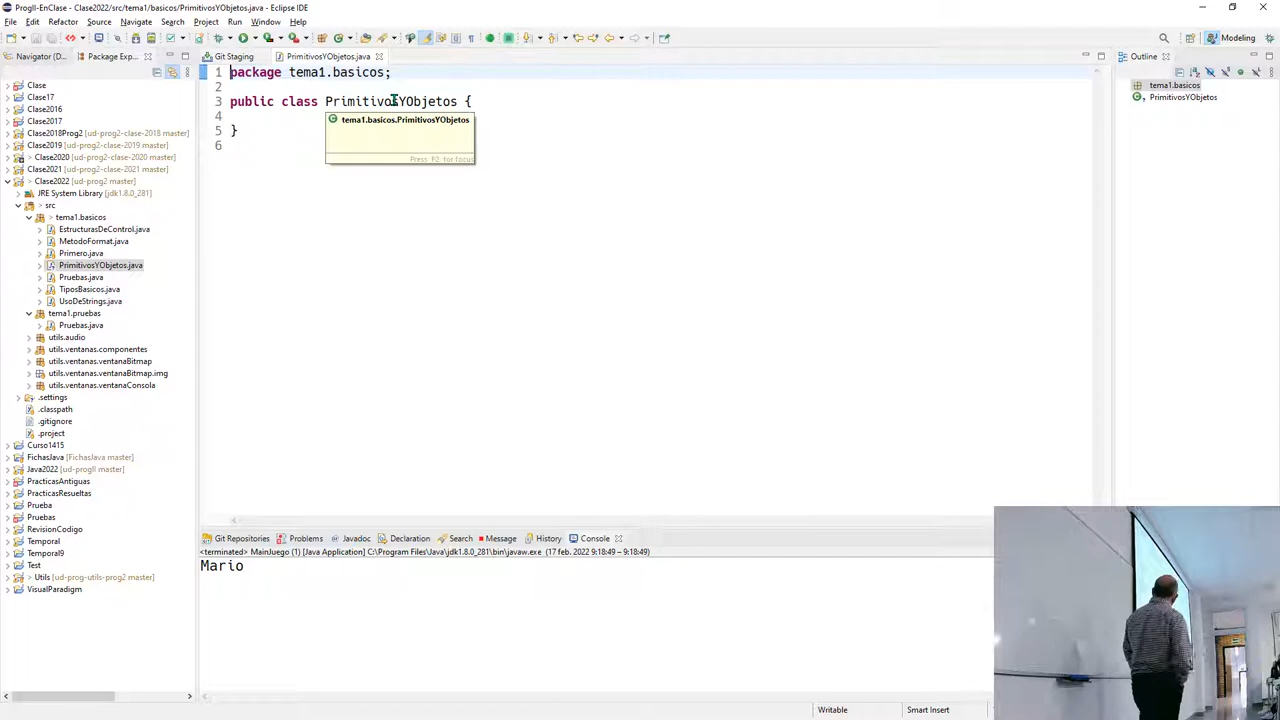 ProgII-EnClase - Clase2022/src/tema1/basicos/PrimitivosYObjetos.java - Eclipse IDE
File Edit Refactor Source Navigate Search Project Run Window Help
Modeling
Navigator (D...
Package Exp...
Clase
Clase17
Clase2016
Clase2017
Clase2018Prog2 [ud-prog2-clase-2018 master]
Clase2019 [ud-prog2-clase-2019 master]
> Clase2020 [ud-prog2-clase-2020 master]
Clase2021 [ud-prog2-clase-2021 master]
> Clase2022 [ud-prog2 master]
JRE System Library [jdk1.8.0_281]
> src
> tema1.basicos
EstructurasDeControl.java
MetodoFormat.java
Primero.java
PrimitivosYObjetos.java
Pruebas.java
TiposBasicos.java
UsoDeStrings.java
tema1.pruebas
Pruebas.java
utils.audio
utils.ventanas.componentes
utils.ventanas.ventanaBitmap
utils.ventanas.ventanaBitmap.img
utils.ventanas.ventanaConsola
.settings
.classpath
.gitignore
.project
Curso1415
FichasJava [FichasJava master]
Java2022 [ud-progII master]
PracticasAntiguas
PracticasResueltas
Prueba
Pruebas
RevisionCodigo
Temporal
Temporal9
Test
> Utils [ud-prog-utils-prog2 master]
VisualParadigm
Git Staging
PrimitivosYObjetos.java
1 package tema1.basicos;
2
3 public class PrimitivosYObjetos {
4
5 }
6
tema1.basicos.PrimitivosYObjetos
Press 'F2' for focus
Outline
tema1.basicos
PrimitivosYObjetos
Git Repositories Problems Javadoc Declaration Search Message History Console
<terminated> MainJuego (1) [Java Application] C:\Program Files\Java\jdk1.8.0_281\bin\javaw.exe (17 feb. 2022 9:18:49 – 9:18:49)
Mario
Writable
Smart Insert